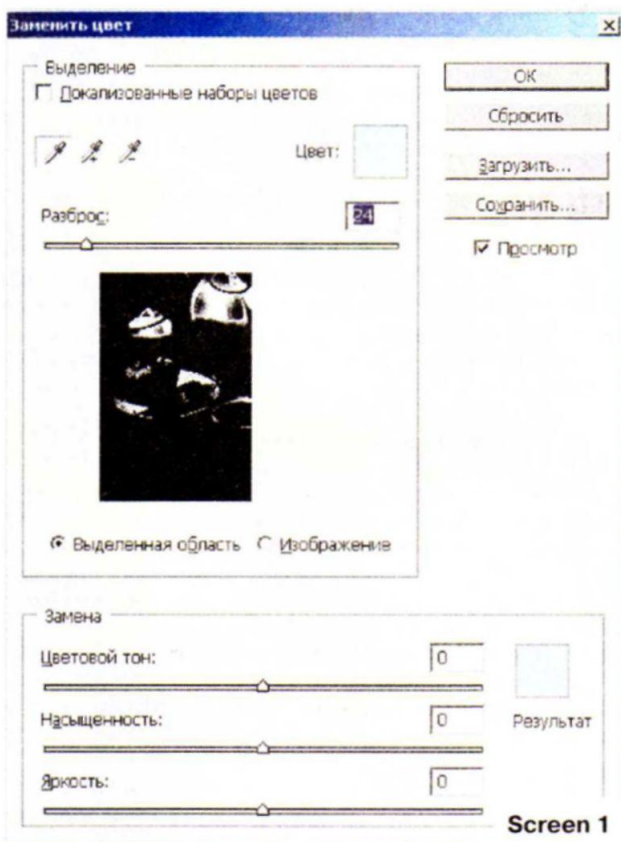 Заменить цвет
Выделение
Локализованные наборы цветов
Цвет:
Разброс:
24
Выделенная область
Изображение
OK
Сбросить
Загрузить...
Сохранить...
Просмотр
Замена
Цветовой тон:
0
Насыщенность:
0
Результат
Яркость:
0
Screen 1